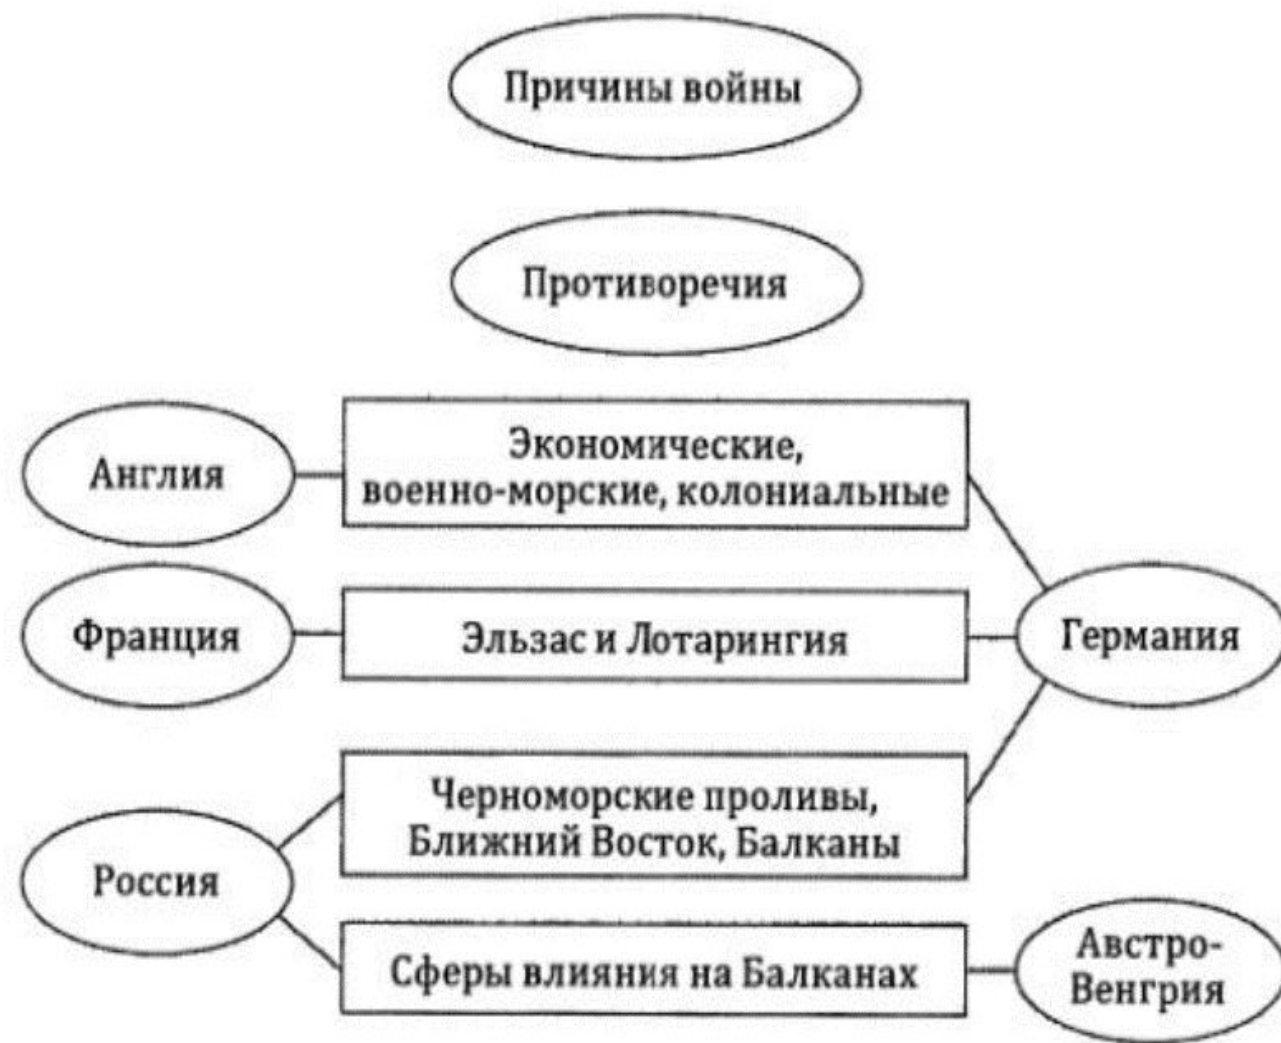 Причины войны
Противоречия
Англия
Экономические,
военно-морские, колониальные
Франция
Эльзас и Лотарингия
Германия
Россия
Черноморские проливы,
Ближний Восток, Балканы
Сферы влияния на Балканах
Австро-
Венгрия